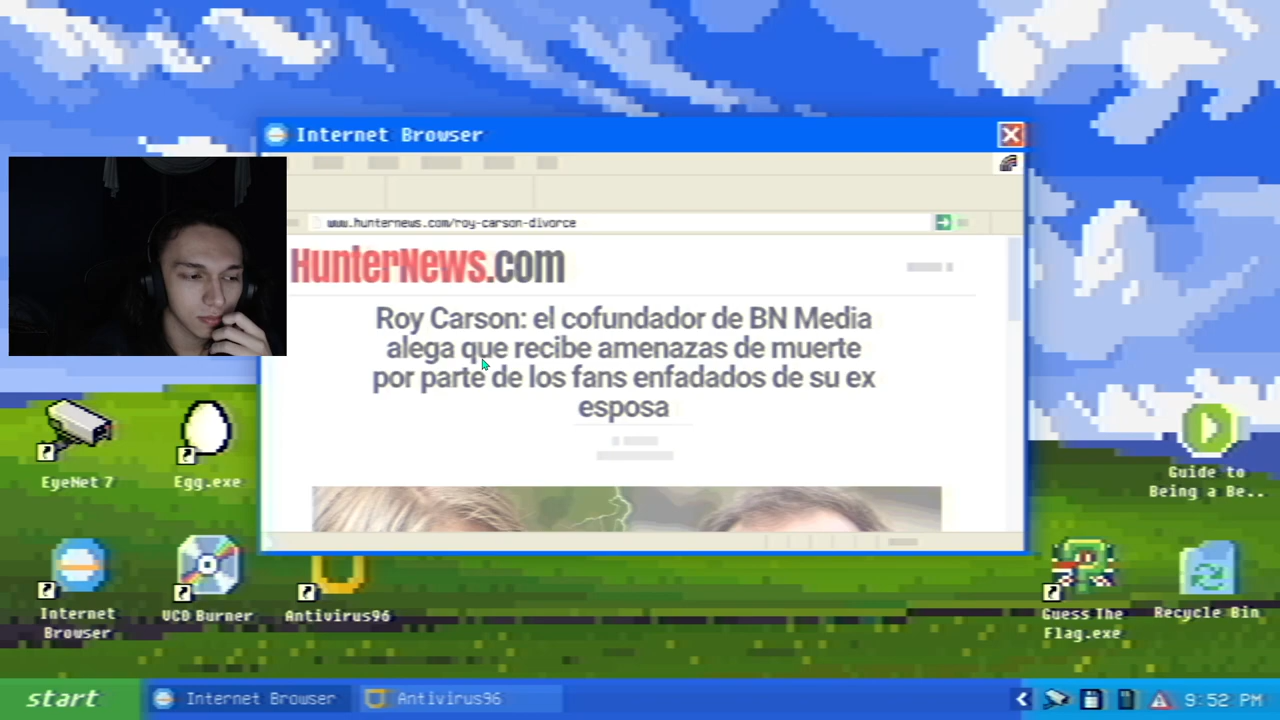 Internet Browser
www.hunternews.com/roy-carson-divorce
HunterNews.com
Roy Carson: el cofundador de BN Media
alega que recibe amenazas de muerte
por parte de los fans enfadados de su ex
esposa
EyeNet 7
Egg.exe
Guide to
Being a Be..
Internet
Browser
VCD Burner
Antivirus96
Guess The
Flag.exe
Recycle Bin
start
Internet Browser
Antivirus96
9:52 PM